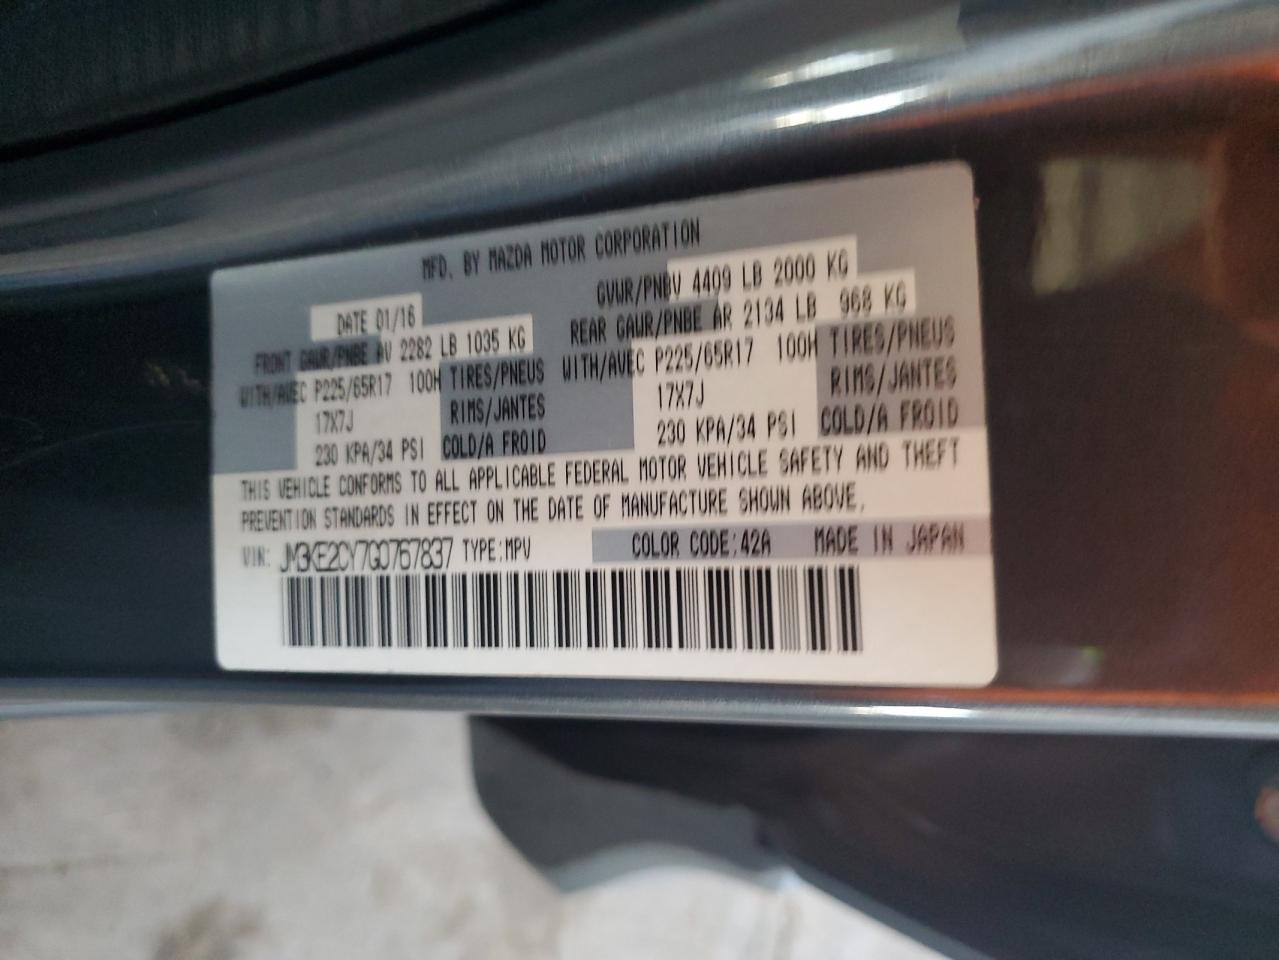 MFD. BY MAZDA MOTOR CORPORATION
DATE 01/16 GVWR/PNBV 4409 LB 2000 KG
FRONT GAWR/PNBE AV 2282 LB 1035 KG REAR GAWR/PNBE AR 2134 LB 968 KG
WITH/AVEC P225/65R17 100H TIRES/PNEUS WITH/AVEC P225/65R17 100H TIRES/PNEUS
17X7J RIMS/JANTES 17X7J RIMS/JANTES
230 KPA/34 PSI COLD/A FROID 230 KPA/34 PSI COLD/A FROID
THIS VEHICLE CONFORMS TO ALL APPLICABLE FEDERAL MOTOR VEHICLE SAFETY AND THEFT
PREVENTION STANDARDS IN EFFECT ON THE DATE OF MANUFACTURE SHOWN ABOVE.
VIN: JM3KE2CY7G0767837 TYPE:MPV COLOR CODE:42A MADE IN JAPAN